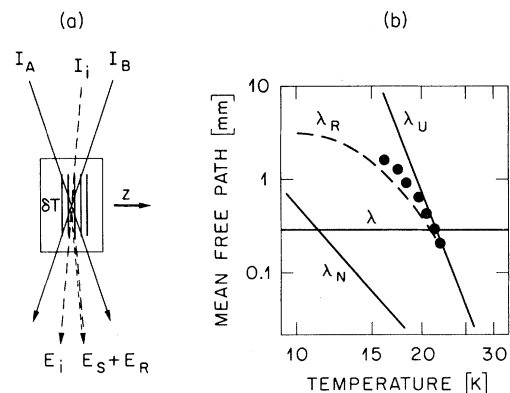 (a)
I_A
I_i
I_B
δT
z
E_i
E_S + E_R
(b)
MEAN FREE PATH [mm]
10
1
0.1
λ_R
λ_U
λ
λ_N
10
15
20
30
TEMPERATURE [K]